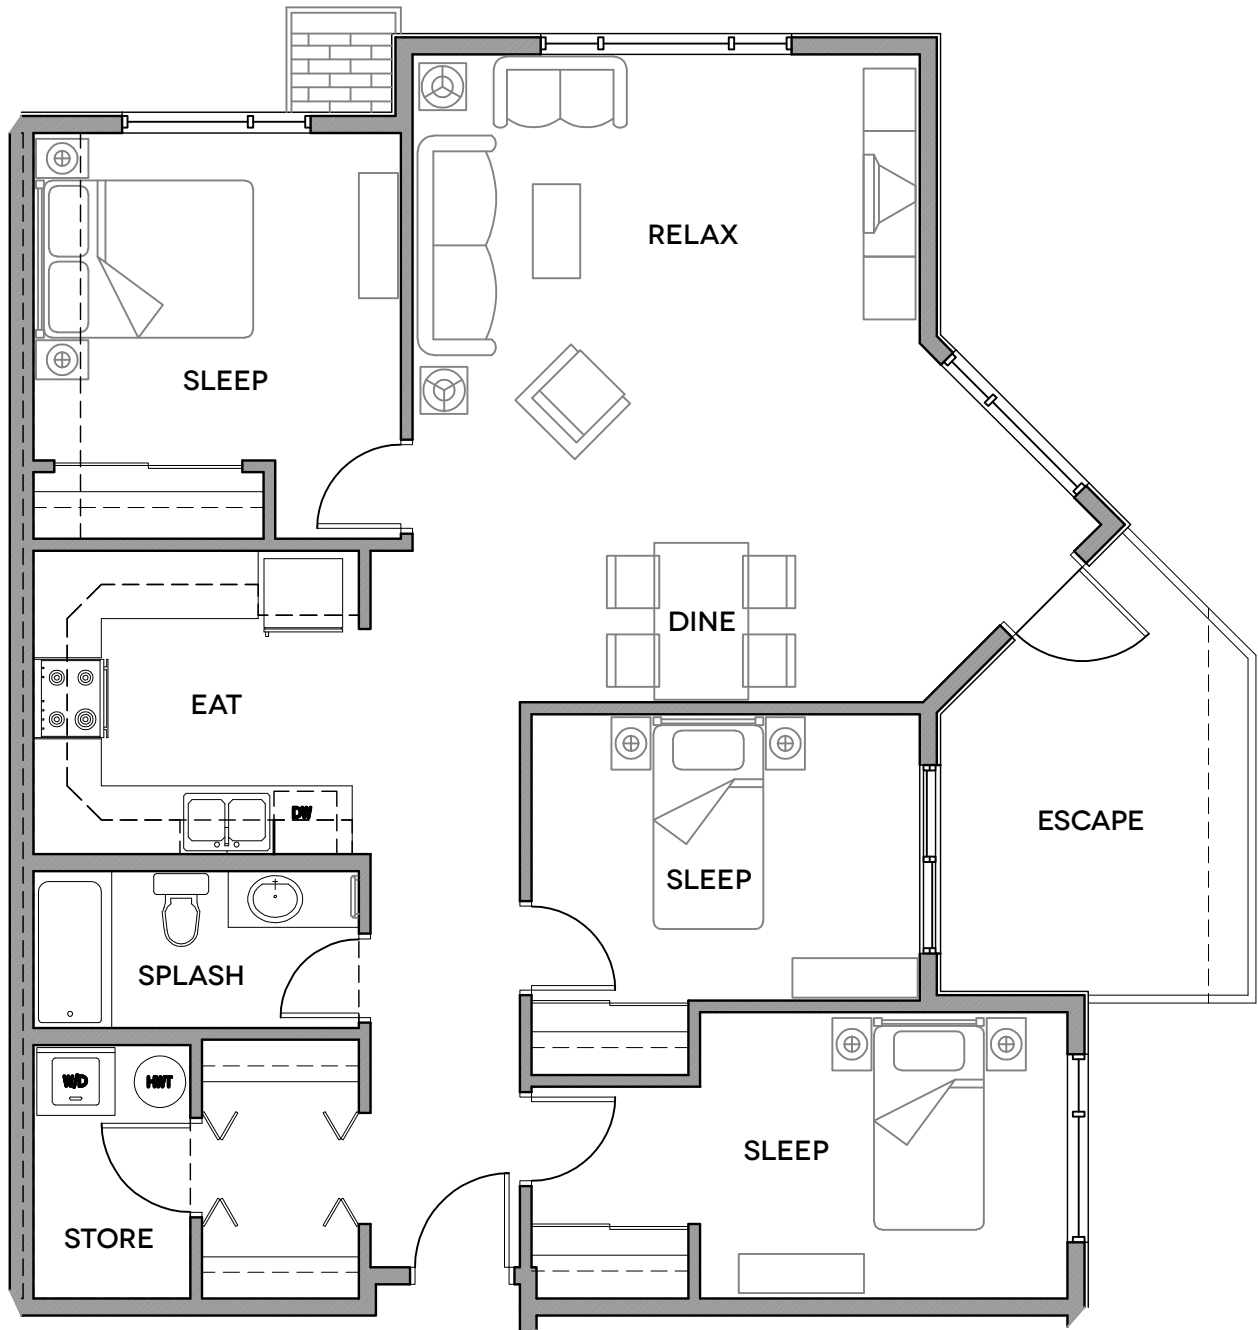 RELAX
SLEEP
DINE
EAT
DW
ESCAPE
SLEEP
SPLASH
W/D
HWT
SLEEP
STORE